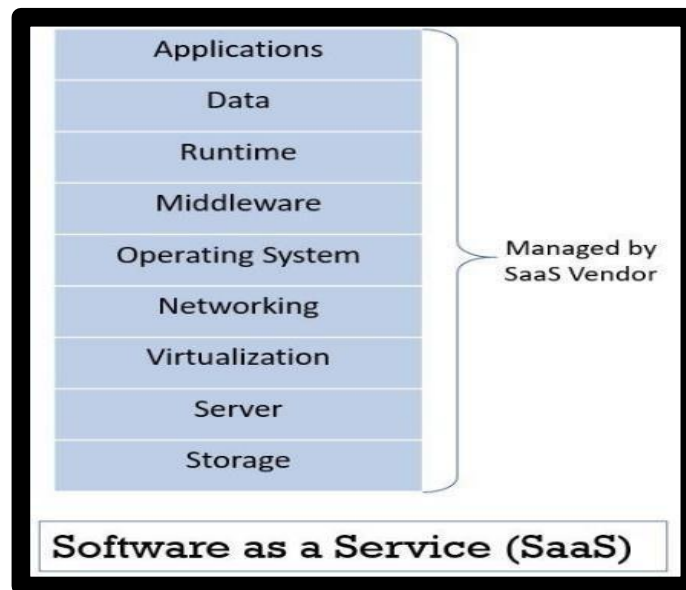 Applications
Data
Runtime
Middleware
Operating System
Networking
Virtualization
Server
Storage
Managed by
SaaS Vendor
Software as a Service (SaaS)